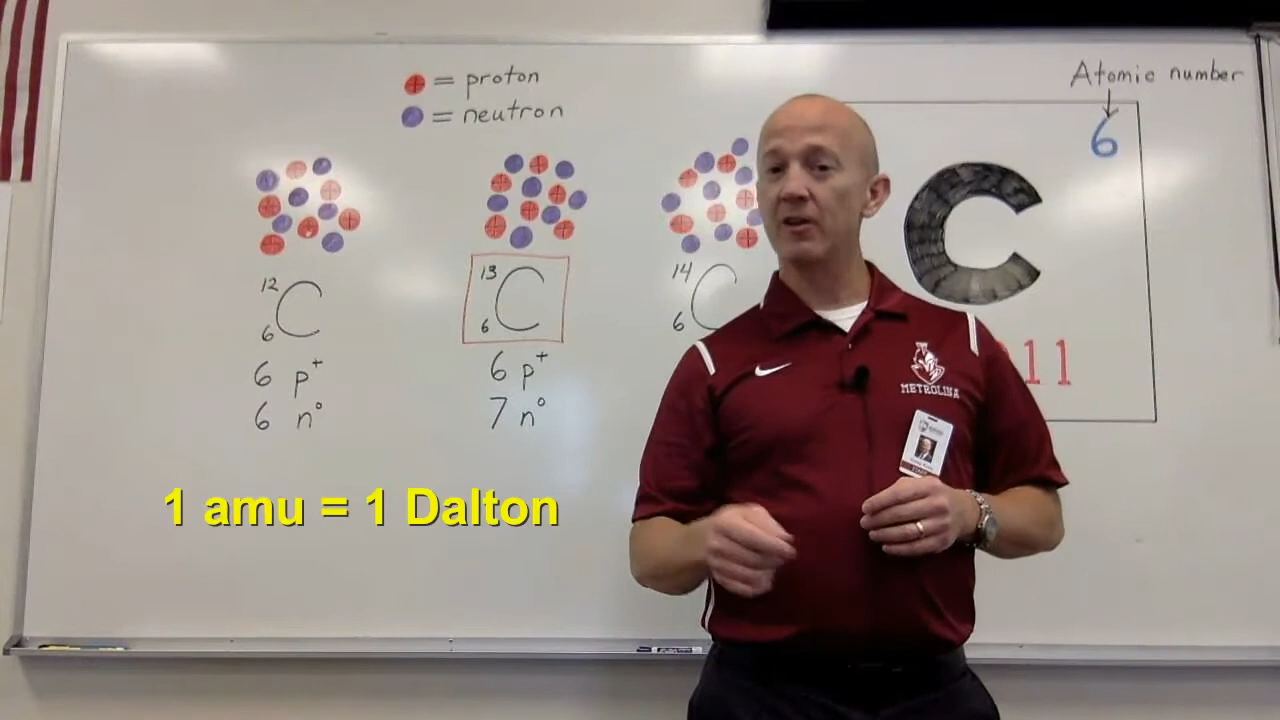 + = proton
= neutron
Atomic number
6
C
11
12
6 C
6 p+
6 n°
13
6 C
6 p+
7 n°
14
6 C
METROLINA
1 amu = 1 Dalton